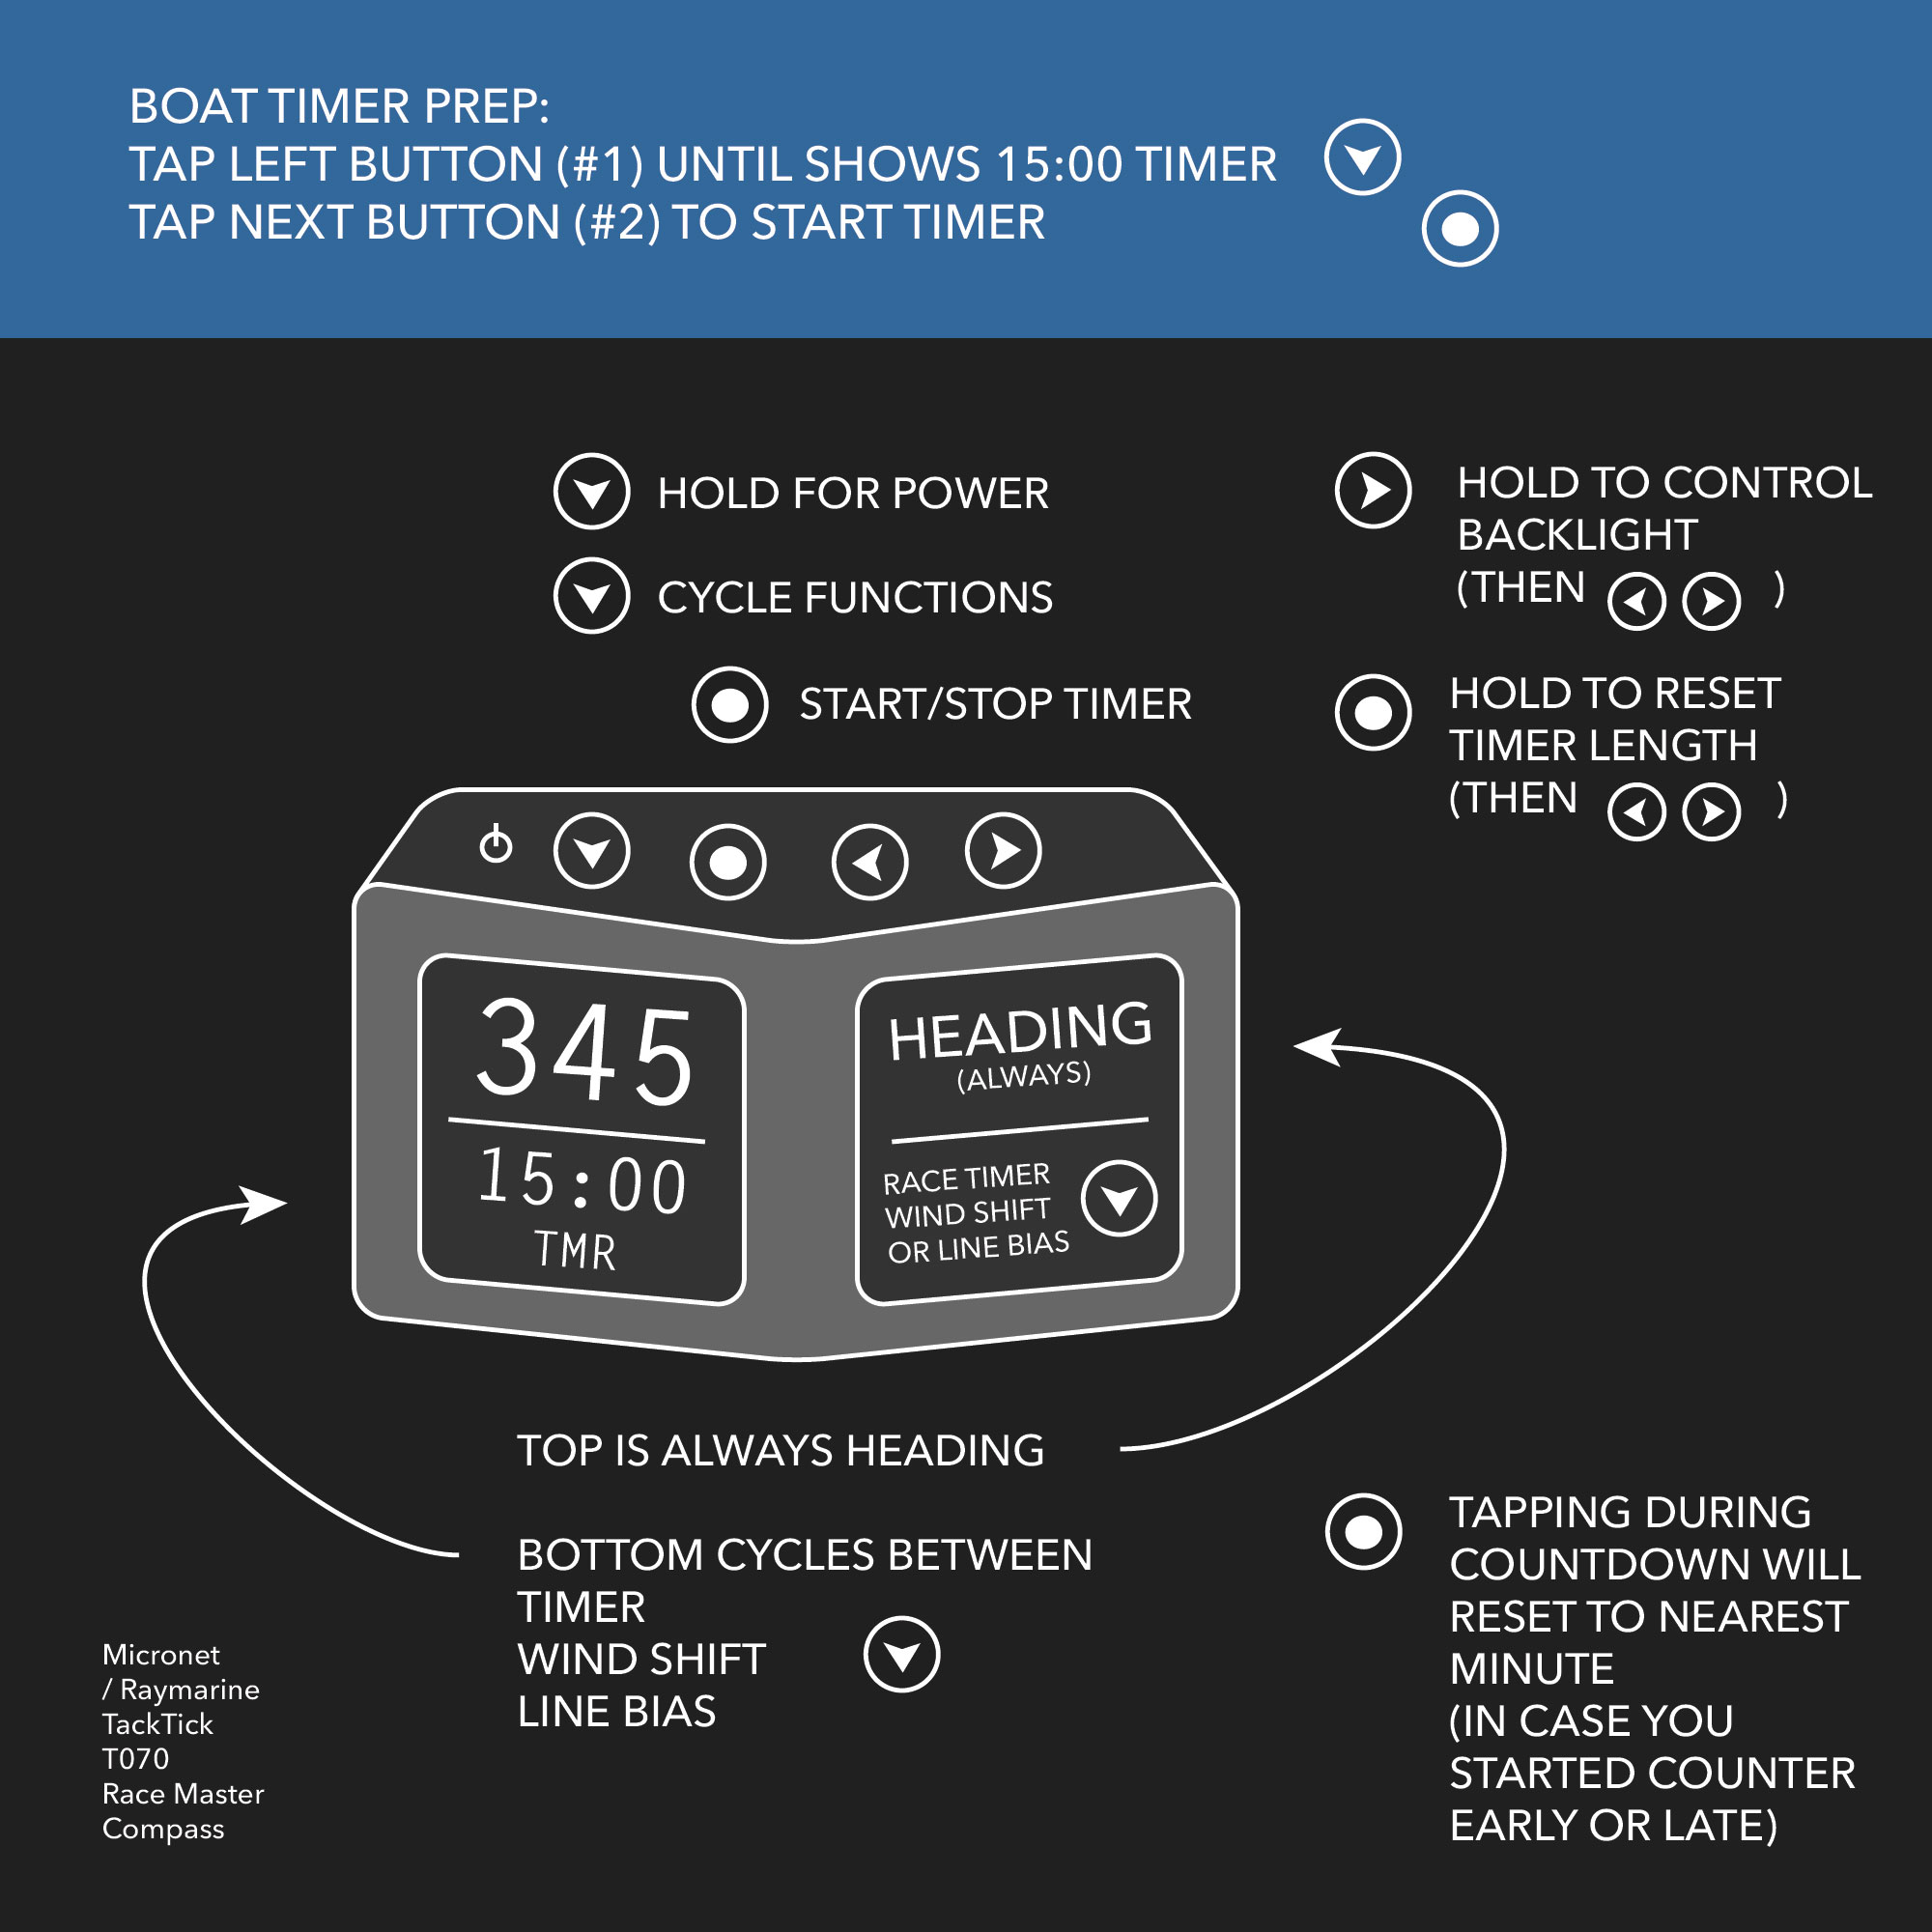 BOAT TIMER PREP:
TAP LEFT BUTTON (#1) UNTIL SHOWS 15:00 TIMER
TAP NEXT BUTTON (#2) TO START TIMER
HOLD FOR POWER
CYCLE FUNCTIONS
START/STOP TIMER
HOLD TO CONTROL
BACKLIGHT
(THEN )
HOLD TO RESET
TIMER LENGTH
(THEN )
345
15:00
TMR
HEADING
(ALWAYS)
RACE TIMER
WIND SHIFT
OR LINE BIAS
TOP IS ALWAYS HEADING
BOTTOM CYCLES BETWEEN
TIMER
WIND SHIFT
LINE BIAS
TAPPING DURING
COUNTDOWN WILL
RESET TO NEAREST
MINUTE
(IN CASE YOU
STARTED COUNTER
EARLY OR LATE)
Micronet
/ Raymarine
TackTick
T070
Race Master
Compass